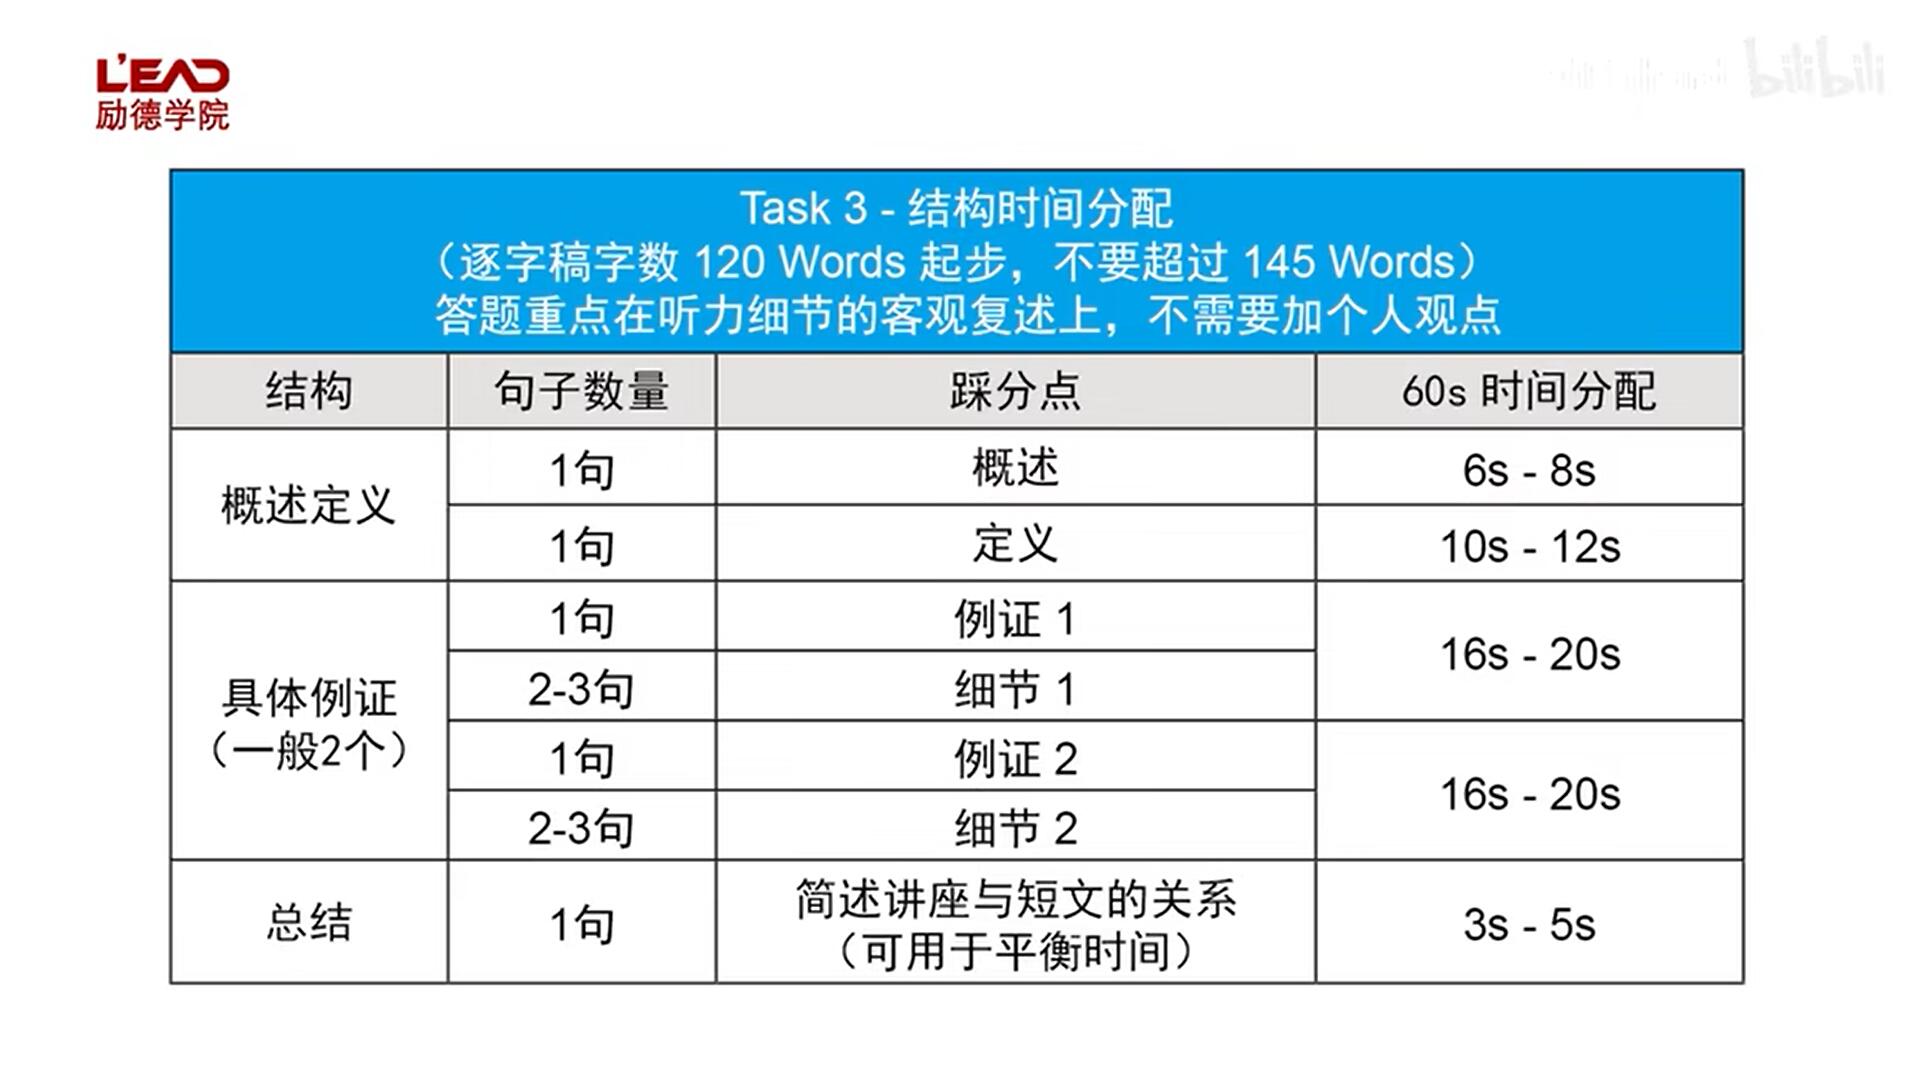 L'EAD
励德学院
bilibili
Task 3 - 结构时间分配
（逐字稿字数 120 Words 起步，不要超过 145 Words）
答题重点在听力细节的客观复述上，不需要加个人观点
结构 句子数量 踩分点 60s 时间分配
概述定义
1句 概述 6s - 8s
1句 定义 10s - 12s
具体例证
（一般2个）
1句 例证 1
2-3句 细节 1
16s - 20s
1句 例证 2
2-3句 细节 2
16s - 20s
总结 1句
简述讲座与短文的关系
（可用于平衡时间）
3s - 5s